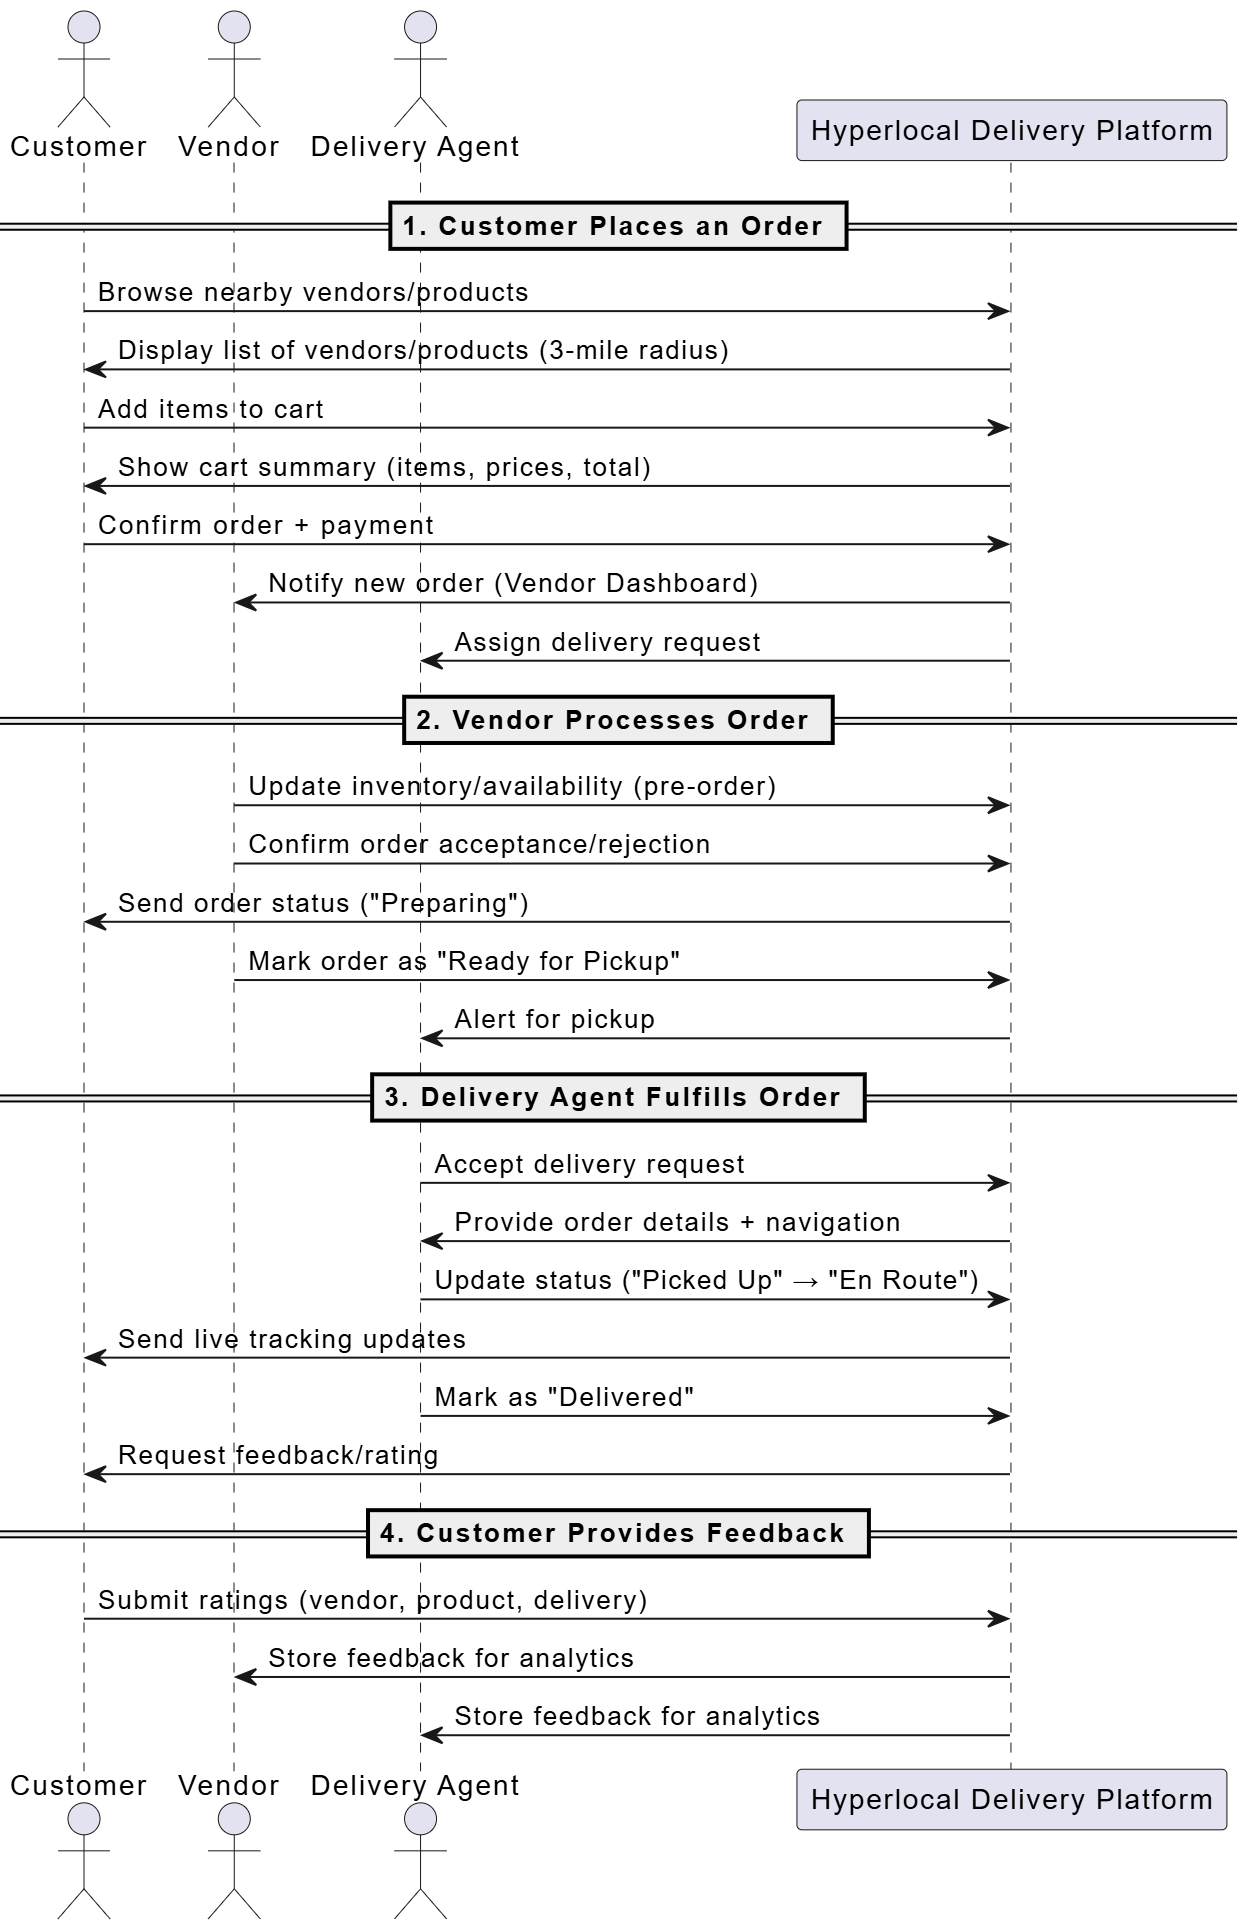 Customer Vendor Delivery Agent Hyperlocal Delivery Platform
1. Customer Places an Order
Browse nearby vendors/products
Display list of vendors/products (3-mile radius)
Add items to cart
Show cart summary (items, prices, total)
Confirm order + payment
Notify new order (Vendor Dashboard)
Assign delivery request
2. Vendor Processes Order
Update inventory/availability (pre-order)
Confirm order acceptance/rejection
Send order status ("Preparing")
Mark order as "Ready for Pickup"
Alert for pickup
3. Delivery Agent Fulfills Order
Accept delivery request
Provide order details + navigation
Update status ("Picked Up" → "En Route")
Send live tracking updates
Mark as "Delivered"
Request feedback/rating
4. Customer Provides Feedback
Submit ratings (vendor, product, delivery)
Store feedback for analytics
Store feedback for analytics
Customer Vendor Delivery Agent Hyperlocal Delivery Platform